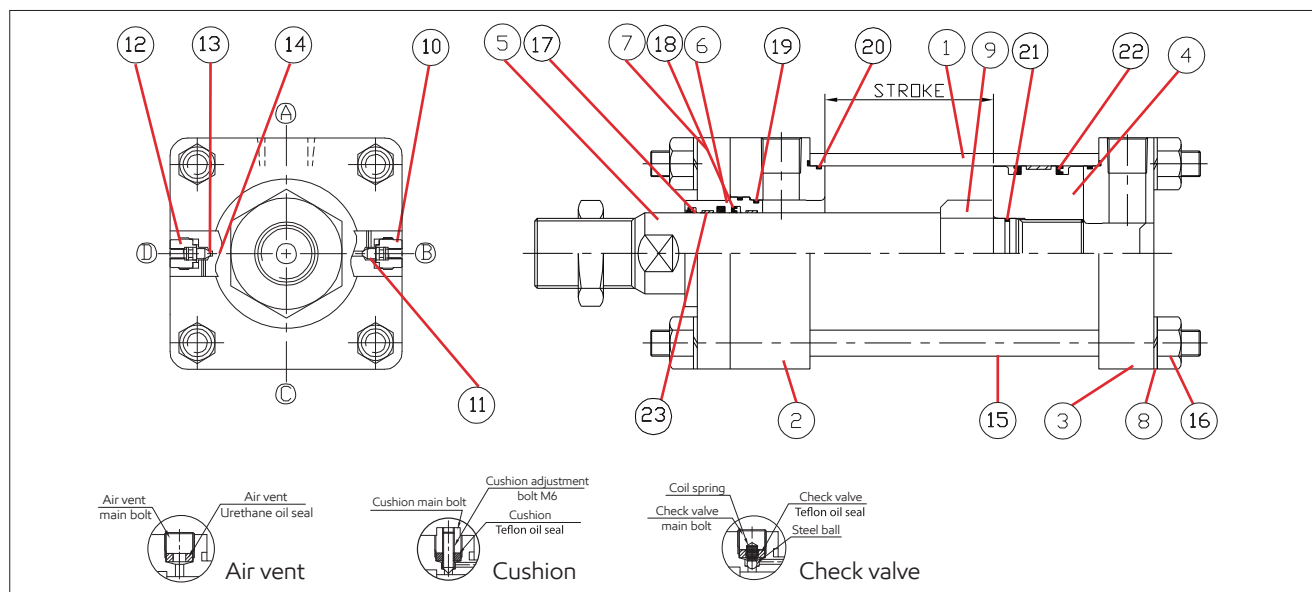 12 13 14 10 5 17 7 18 6 19 20 1 9 21 22 4
STROKE
A
D B
C
11 23 2 15 3 8 16
Air vent
main bolt
Air vent
Urethane oil seal
Air vent
Cushion main bolt
Cushion adjustment
bolt M6
Cushion
Teflon oil seal
Cushion
Coil spring
Check valve
main bolt
Check valve
Teflon oil seal
Steel ball
Check valve